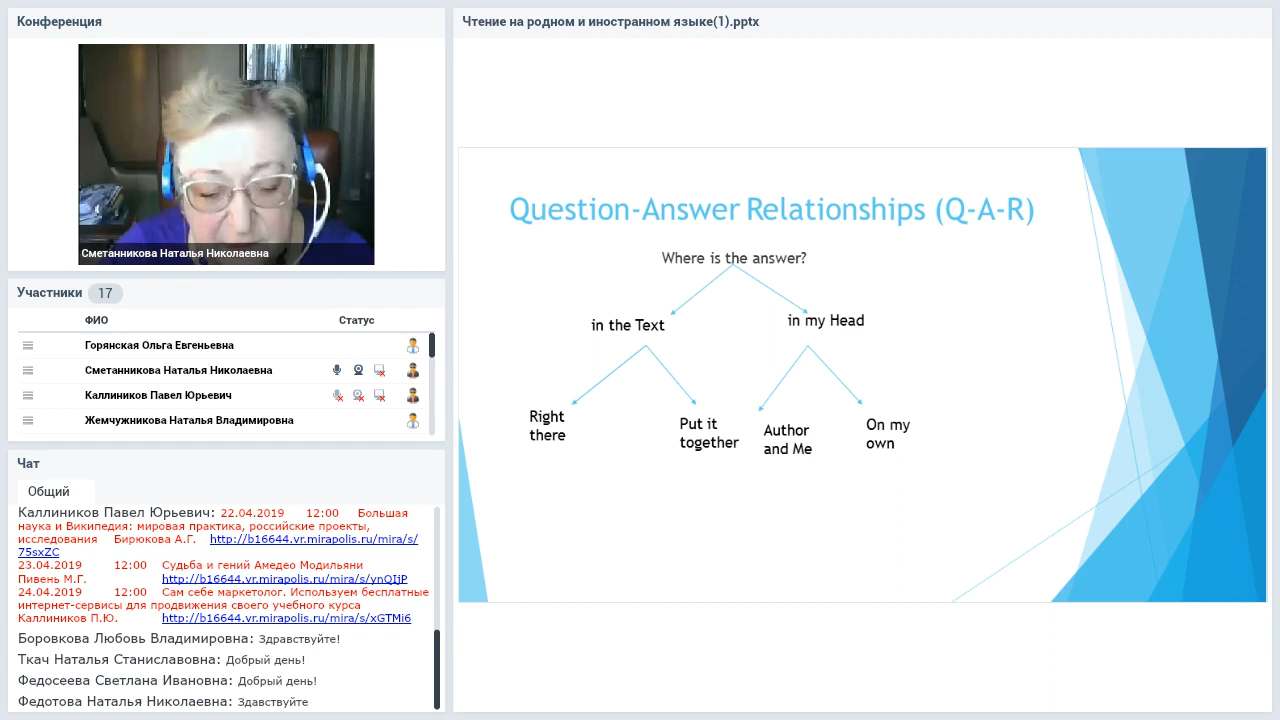 Конференция
Сметанникова Наталья Николаевна
Участники 17
ФИО Статус
Горянская Ольга Евгеньевна
Сметанникова Наталья Николаевна
Каллиников Павел Юрьевич
Жемчужникова Наталья Владимировна
Чат
Общий
Каллиников Павел Юрьевич: 22.04.2019 12:00 Большая
наука и Википедия: мировая практика, российские проекты,
исследования Бирюкова А.Г. http://b16644.vr.mirapolis.ru/mira/s/
75sxZC
23.04.2019 12:00 Судьба и гений Амедео Модильяни
Пивень М.Г. http://b16644.vr.mirapolis.ru/mira/s/ynQIjP
24.04.2019 12:00 Сам себе маркетолог. Используем бесплатные
интернет-сервисы для продвижения своего учебного курса
Каллиников П.Ю. http://b16644.vr.mirapolis.ru/mira/s/xGTMi6
Боровкова Любовь Владимировна: Здравствуйте!
Ткач Наталья Станиславовна: Добрый день!
Федосеева Светлана Ивановна: Добрый день!
Федотова Наталья Николаевна: Здавствуйте
Чтение на родном и иностранном языке(1).pptx
Question-Answer Relationships (Q-A-R)
Where is the answer?
in the Text
in my Head
Right
there
Put it
together
Author
and Me
On my
own